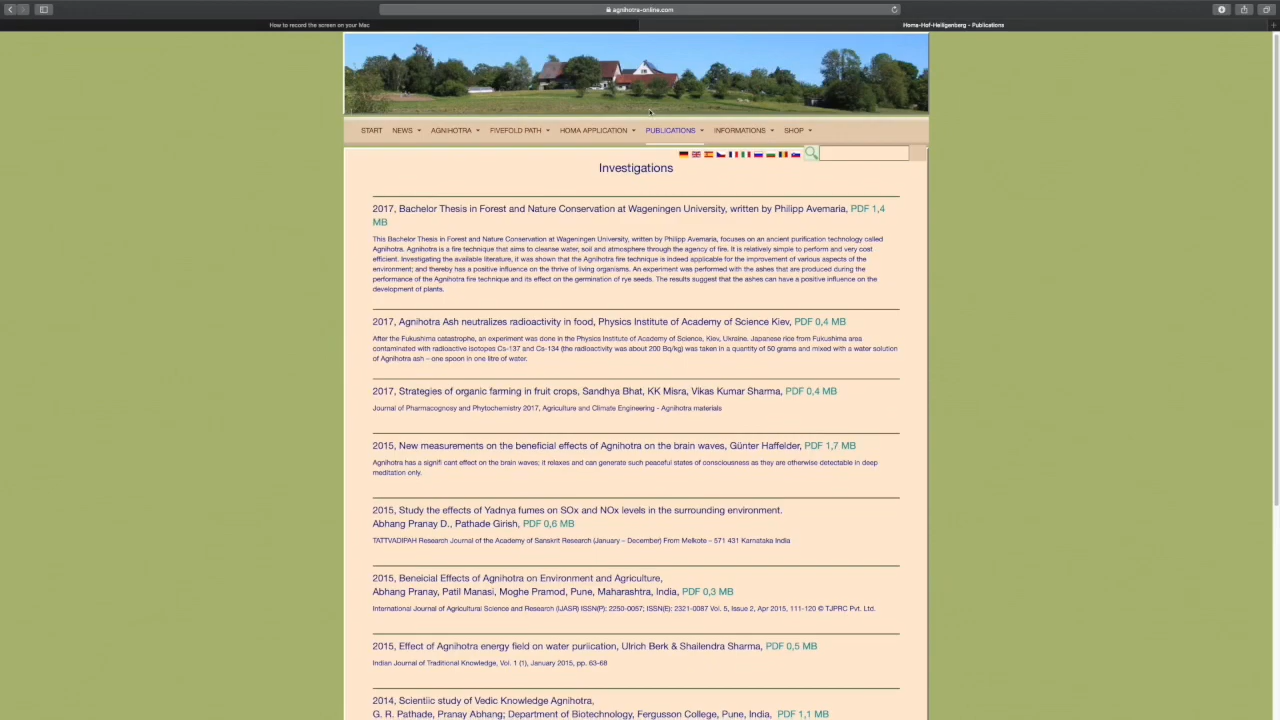 agnihotra-online.com
How to record the screen on your Mac
Homa-Hof-Heiligenberg - Publications
START NEWS AGNIHOTRA FIVEFOLD PATH HOMA APPLICATION PUBLICATIONS INFORMATIONS SHOP
Investigations
2017, Bachelor Thesis in Forest and Nature Conservation at Wageningen University, written by Philipp Avemaria, PDF 1,4
MB
This Bachelor Thesis in Forest and Nature Conservation at Wageningen University, written by Philipp Avemaria, focuses on an ancient purification technology called
Agnihotra. Agnihotra is a fire technique that aims to cleanse water, soil and atmosphere through the agency of fire. It is relatively simple to perform and very cost
efficient. Investigating the available literature, it was shown that the Agnihotra fire technique is indeed applicable for the improvement of various aspects of the
environment; and thereby has a positive influence on the thrive of living organisms. An experiment was performed with the ashes that are produced during the
performance of the Agnihotra fire technique and its effect on the germination of rye seeds. The results suggest that the ashes can have a positive influence on the
development of plants.
2017, Agnihotra Ash neutralizes radioactivity in food, Physics Institute of Academy of Science Kiev, PDF 0,4 MB
After the Fukushima catastrophe, an experiment was done in the Physics Institute of Academy of Science, Kiev, Ukraine. Japanese rice from Fukushima area
contaminated with radioactive isotopes Cs-137 and Cs-134 (the radioactivity was about 200 Bq/kg) was taken in a quantity of 50 grams and mixed with a water solution
of Agnihotra ash – one spoon in one litre of water.
2017, Strategies of organic farming in fruit crops, Sandhya Bhat, KK Misra, Vikas Kumar Sharma, PDF 0,4 MB
Journal of Pharmacognosy and Phytochemistry 2017, Agriculture and Climate Engineering - Agnihotra materials
2015, New measurements on the beneficial effects of Agnihotra on the brain waves, Günter Haffelder, PDF 1,7 MB
Agnihotra has a signifi cant effect on the brain waves; it relaxes and can generate such peaceful states of consciousness as they are otherwise detectable in deep
meditation only.
2015, Study the effects of Yadnya fumes on SOx and NOx levels in the surrounding environment.
Abhang Pranay D., Pathade Girish, PDF 0,6 MB
TATTVADIPAH Research Journal of the Academy of Sanskrit Research (January – December) From Melkote – 571 431 Karnataka India
2015, Beneicial Effects of Agnihotra on Environment and Agriculture,
Abhang Pranay, Patil Manasi, Moghe Pramod, Pune, Maharashtra, India, PDF 0,3 MB
International Journal of Agricultural Science and Research (IJASR) ISSN(P): 2250-0057; ISSN(E): 2321-0087 Vol. 5, Issue 2, Apr 2015, 111-120 © TJPRC Pvt. Ltd.
2015, Effect of Agnihotra energy field on water puriication, Ulrich Berk & Shailendra Sharma, PDF 0,5 MB
Indian Journal of Traditional Knowledge, Vol. 1 (1), January 2015, pp. 63-68
2014, Scientiic study of Vedic Knowledge Agnihotra,
G. R. Pathade, Pranay Abhang; Department of Biotechnology, Fergusson College, Pune, India, PDF 1,1 MB